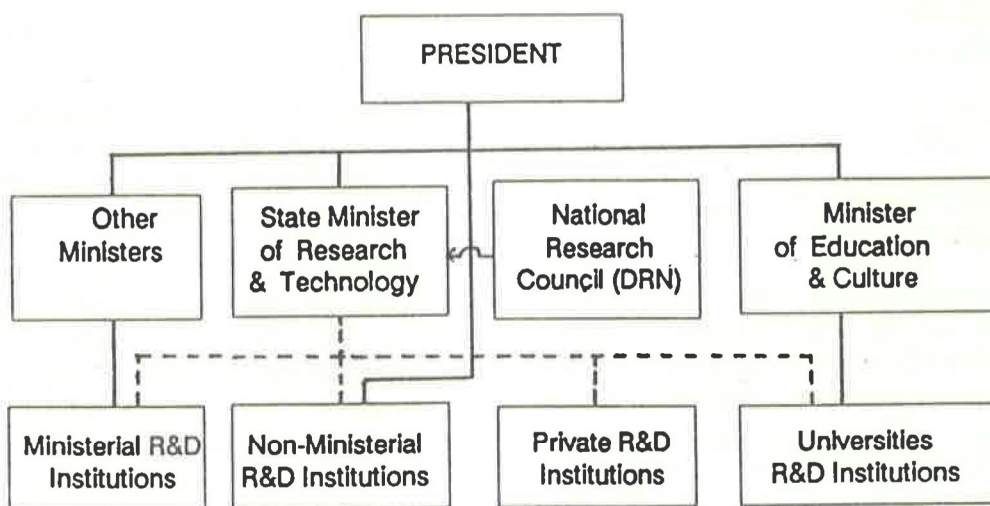 PRESIDENT
Other
Ministers
State Minister
of Research
& Technology
National
Research
Council (DRN)
Minister
of Education
& Culture
Ministerial R&D
Institutions
Non-Ministerial
R&D Institutions
Private R&D
Institutions
Universities
R&D Institutions